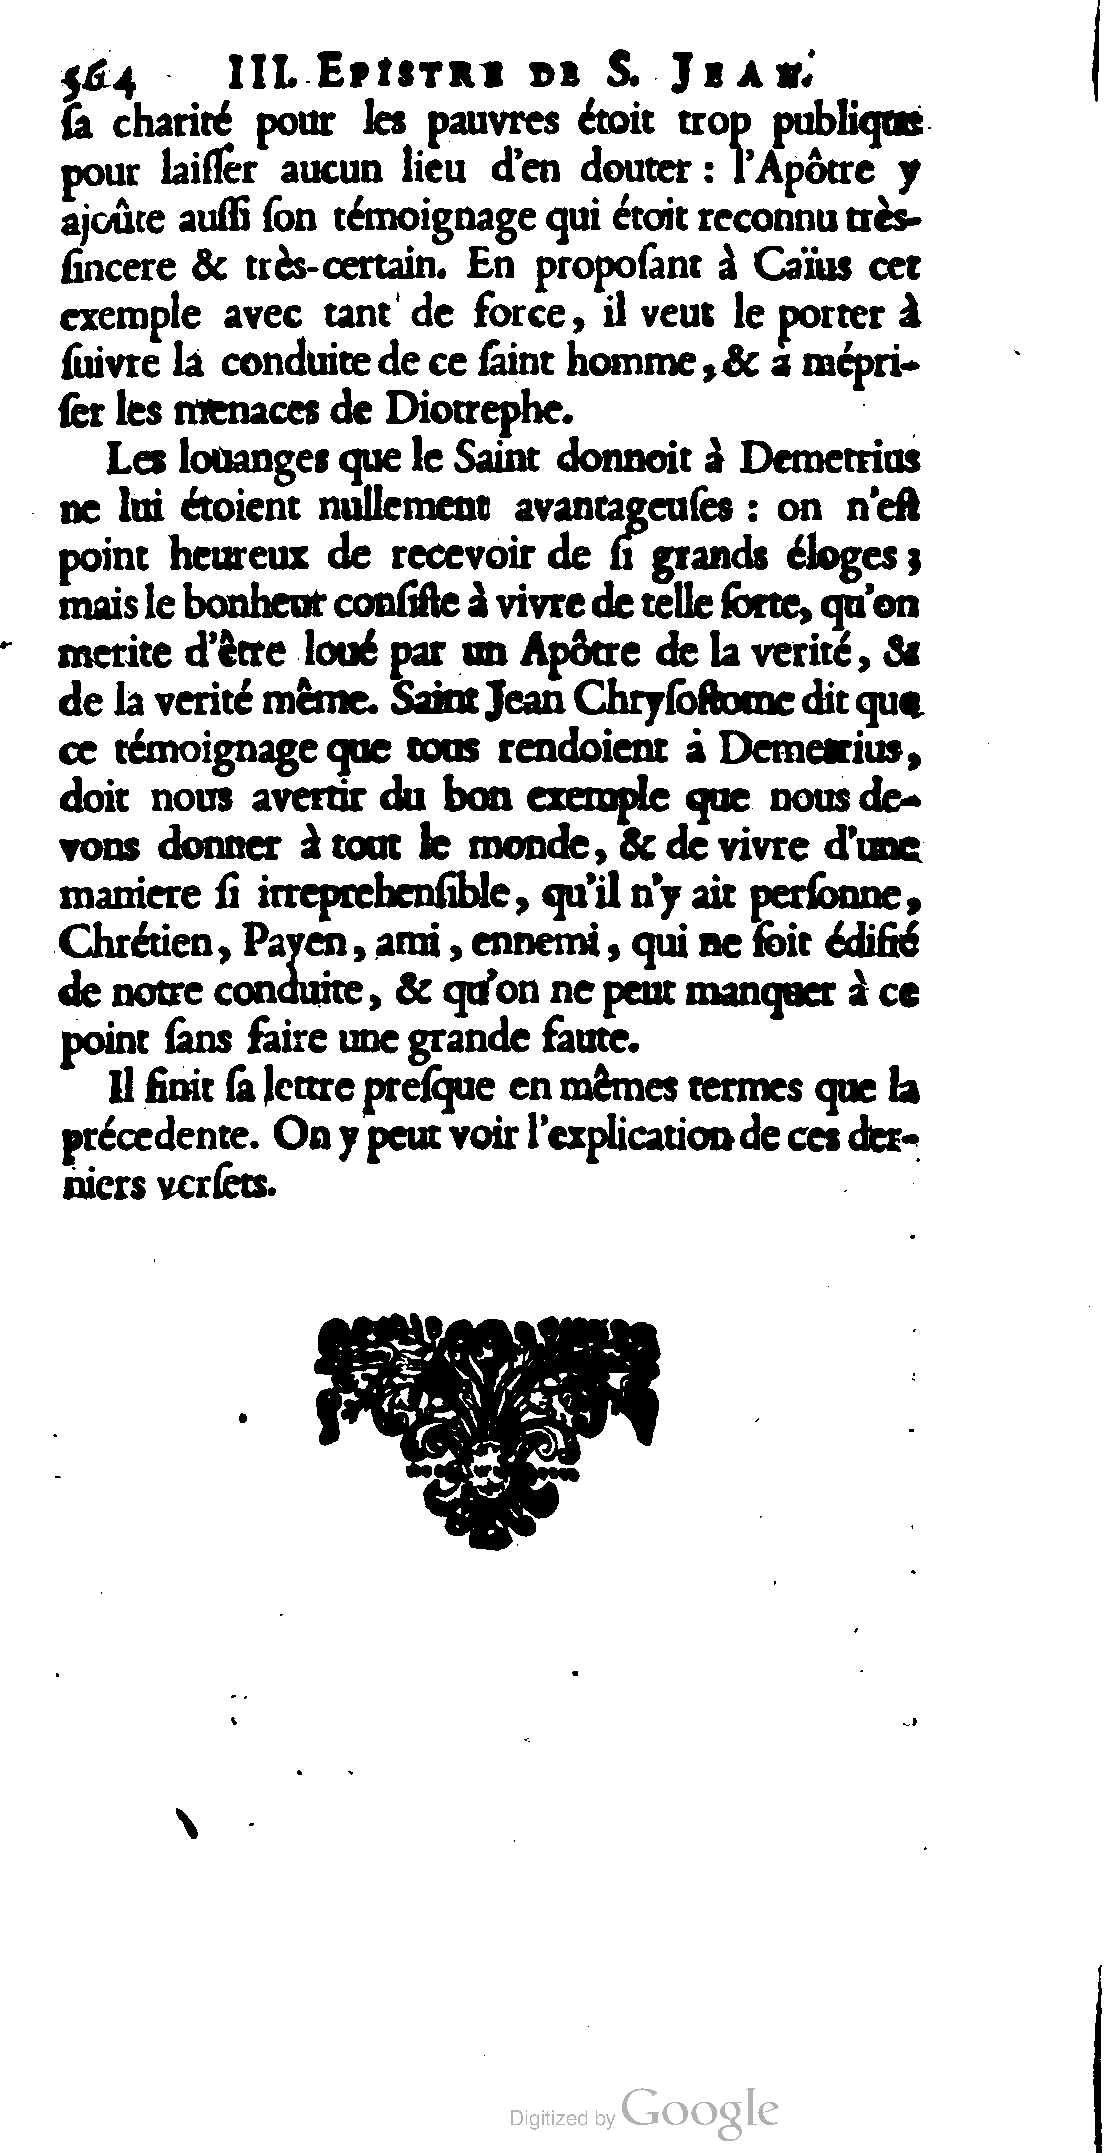 564 III. EPISTRE DE S. JEAN.
ſa charité pour les pauvres étoit trop publique
pour laiſſer aucun lieu d'en douter : l'Apôtre y
ajoûte auſſi ſon témoignage qui étoit reconnu très-
ſincere & très-certain. En propoſant à Caïus cet
exemple avec tant de force, il veut le porter à
ſuivre la conduite de ce ſaint homme, & à mépri-
ſer les menaces de Diotrephe.
Les loüanges que le Saint donnoit à Demetrius
ne lui étoient nullement avantageuſes : on n'eſt
point heureux de recevoir de ſi grands éloges ;
mais le bonheur conſiſte à vivre de telle ſorte, qu'on
merite d'être loué par un Apôtre de la verité, &
de la verité même. Saint Jean Chryſoſtome dit que
ce témoignage que tous rendoient à Demetrius,
doit nous avertir du bon exemple que nous de-
vons donner à tout le monde, & de vivre d'une
maniere ſi irreprehenſible, qu'il n'y ait perſonne,
Chrétien, Payen, ami, ennemi, qui ne ſoit édifié
de notre conduite, & qu'on ne peut manquer à ce
point ſans faire une grande faute.
Il finit ſa lettre preſque en mêmes termes que la
précedente. On y peut voir l'explication de ces der-
niers verſets.
Digitized by Google